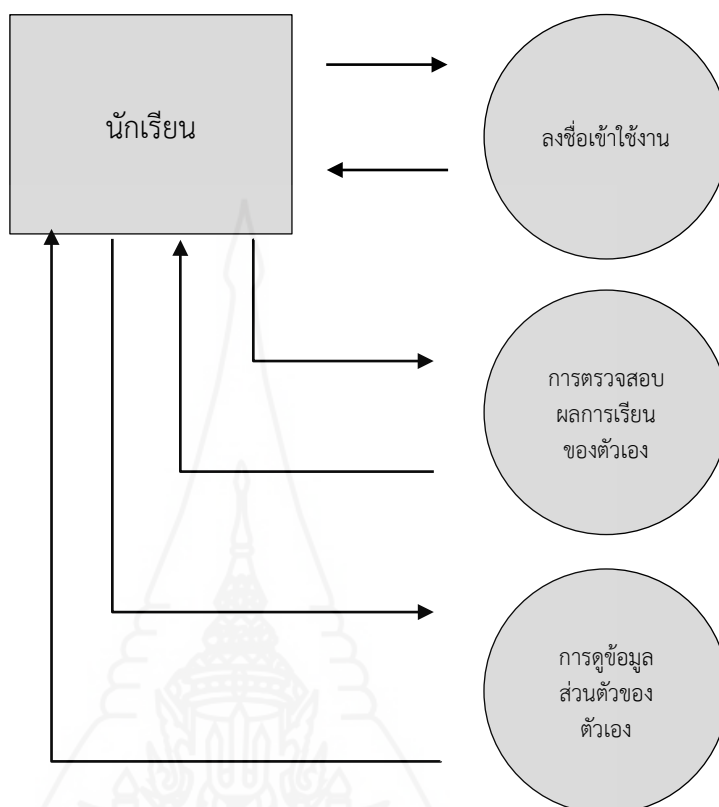 นักเรียน
ลงชื่อเข้าใช้งาน
การตรวจสอบ
ผลการเรียน
ของตัวเอง
การดูข้อมูล
ส่วนตัวของ
ตัวเอง